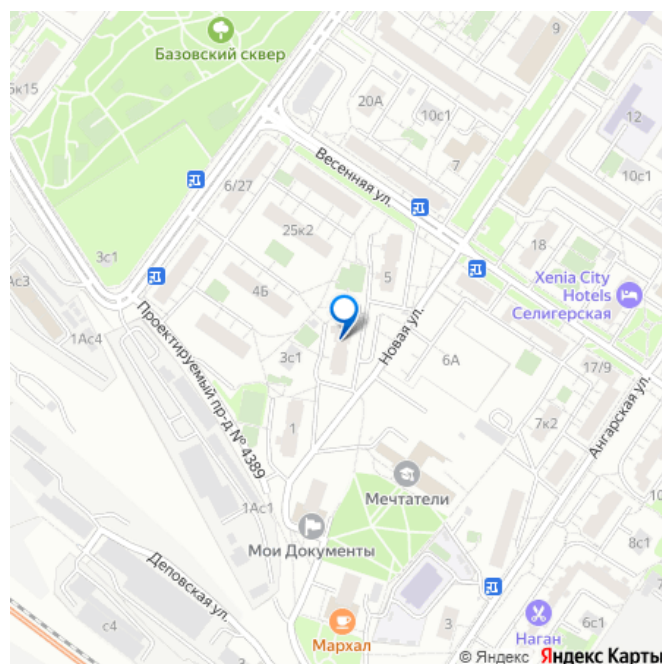 9
Базовский сквер
5к15
20А
10с1
12
Весенняя ул.
7
10с1
6/27
25к2
18
3с1
5
Ас3
4Б
Xenia City
Hotels
Селигерская
1Ас4
Проектируемый пр-д № 4389
3с1
Новая ул.
6А
17/9
Ангарская ул.
1
7к2
Мечтатели
1Ас1
10
Мои Документы
8с1
Деповская ул.
с4
3
6с1
Мархал
Наган
© Яндекс Яндекс Карты